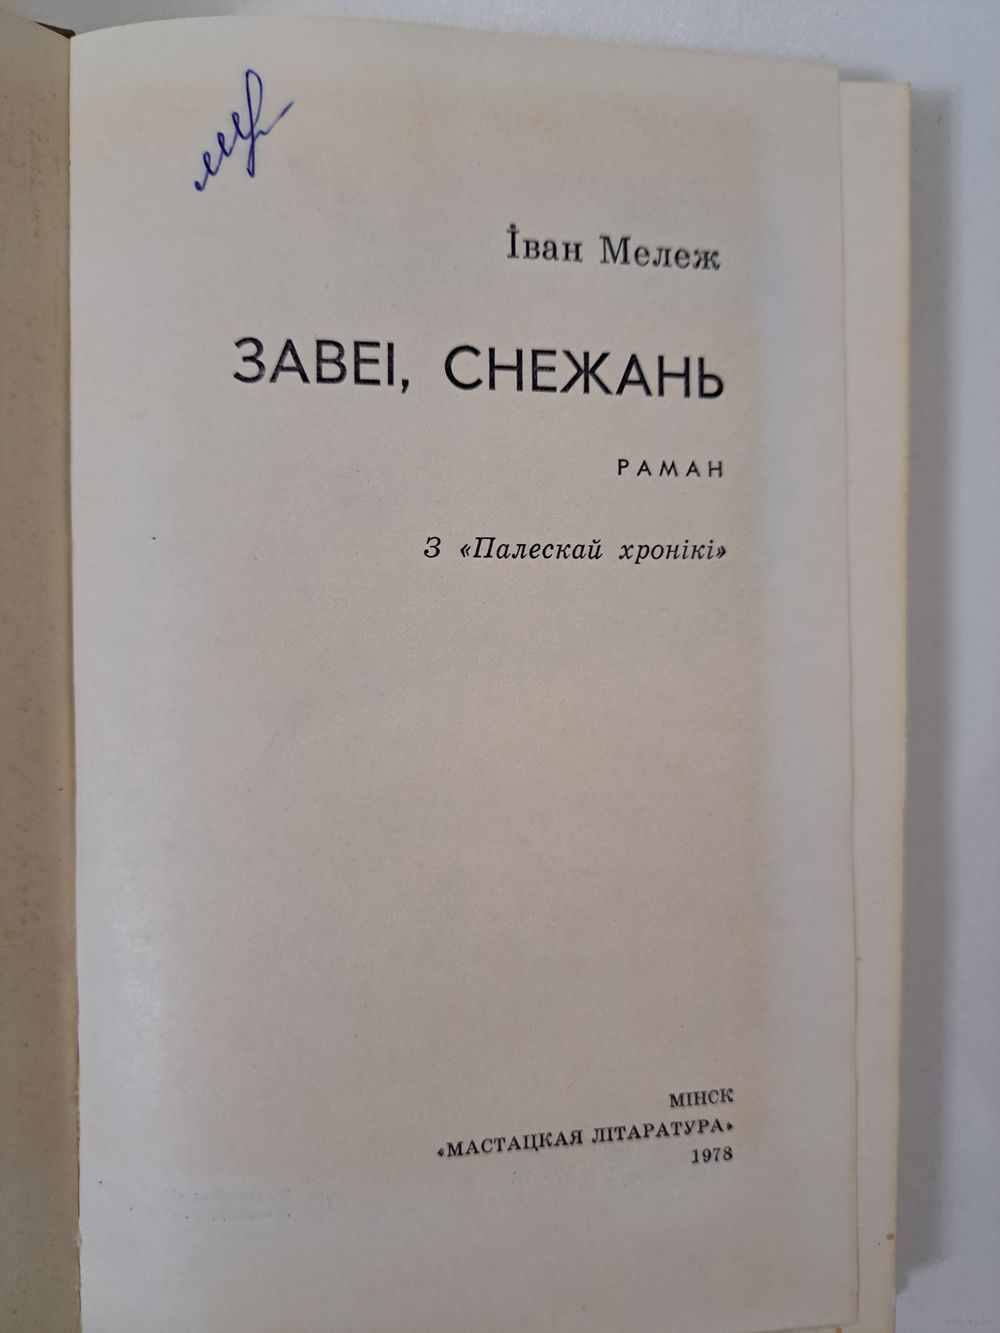 Іван Мележ
ЗАВЕІ, СНЕЖАНЬ
РАМАН
З «Палескай хронікі»
МІНСК
«МАСТАЦКАЯ ЛІТАРАТУРА»
1978